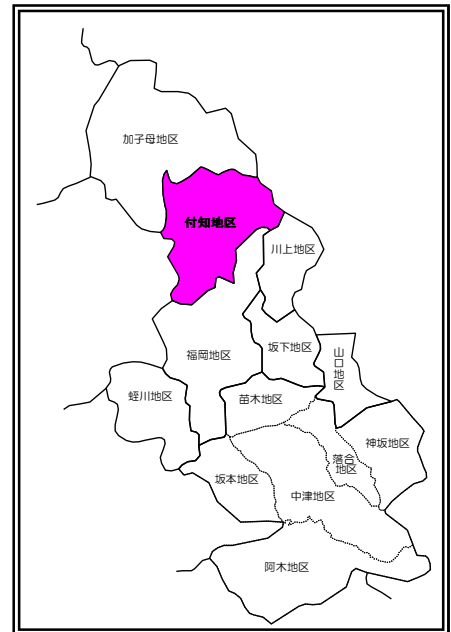 加子母地区
付知地区
川上地区
坂下地区
山口地区
福岡地区
蛭川地区
苗木地区
神坂地区
落合
地区
坂本地区
中津地区
阿木地区